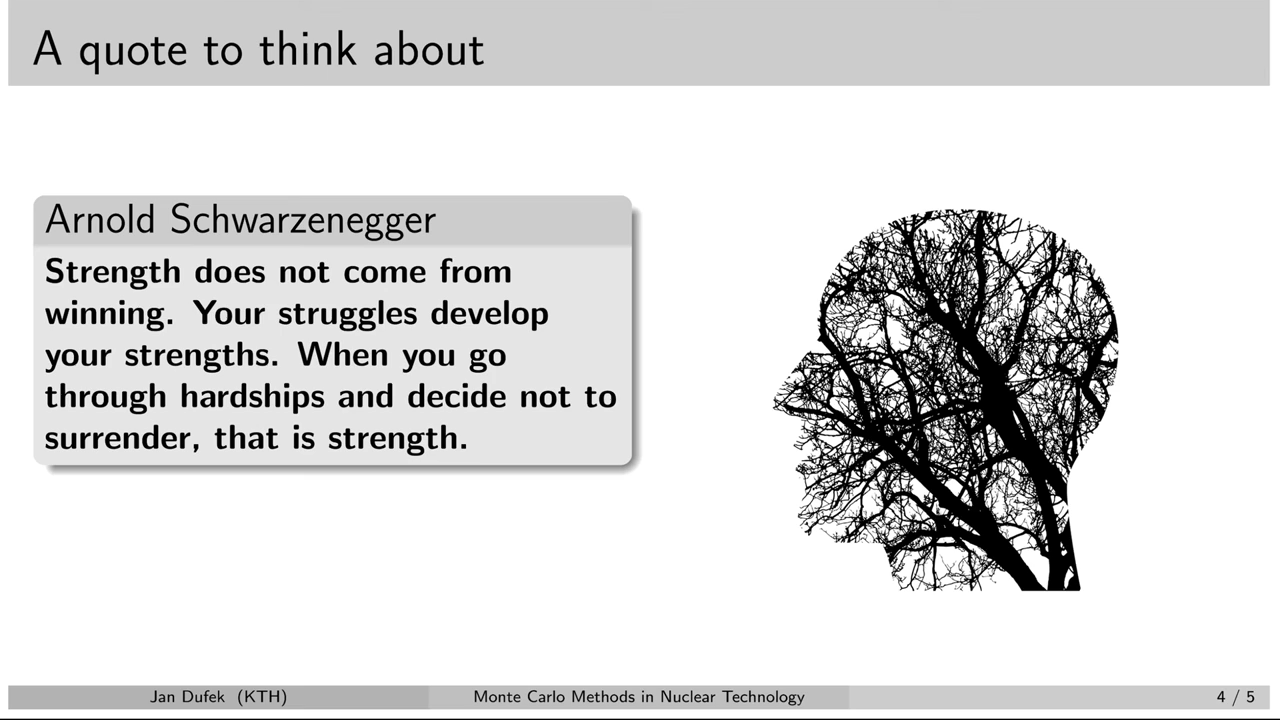 A quote to think about
Arnold Schwarzenegger
Strength does not come from
winning. Your struggles develop
your strengths. When you go
through hardships and decide not to
surrender, that is strength.
Jan Dufek (KTH)
Monte Carlo Methods in Nuclear Technology
4 / 5